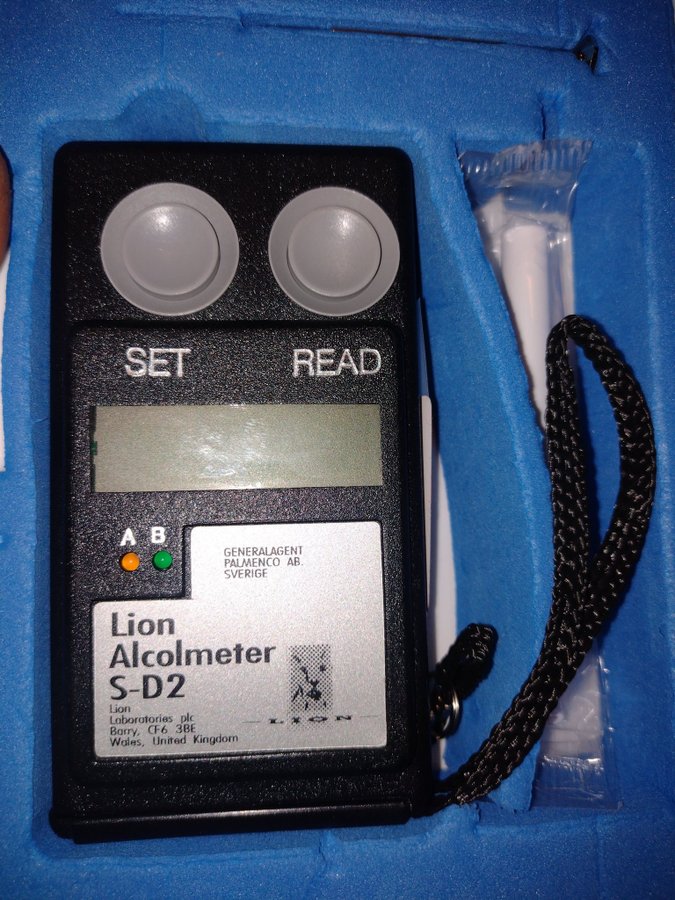 SET READ
A B
GENERALAGENT
PALMENCO AB.
SVERIGE
Lion
Alcolmeter
S-D2
Lion
Laboratories plc
Barry, CF6 3BE
Wales, United Kingdom
LION